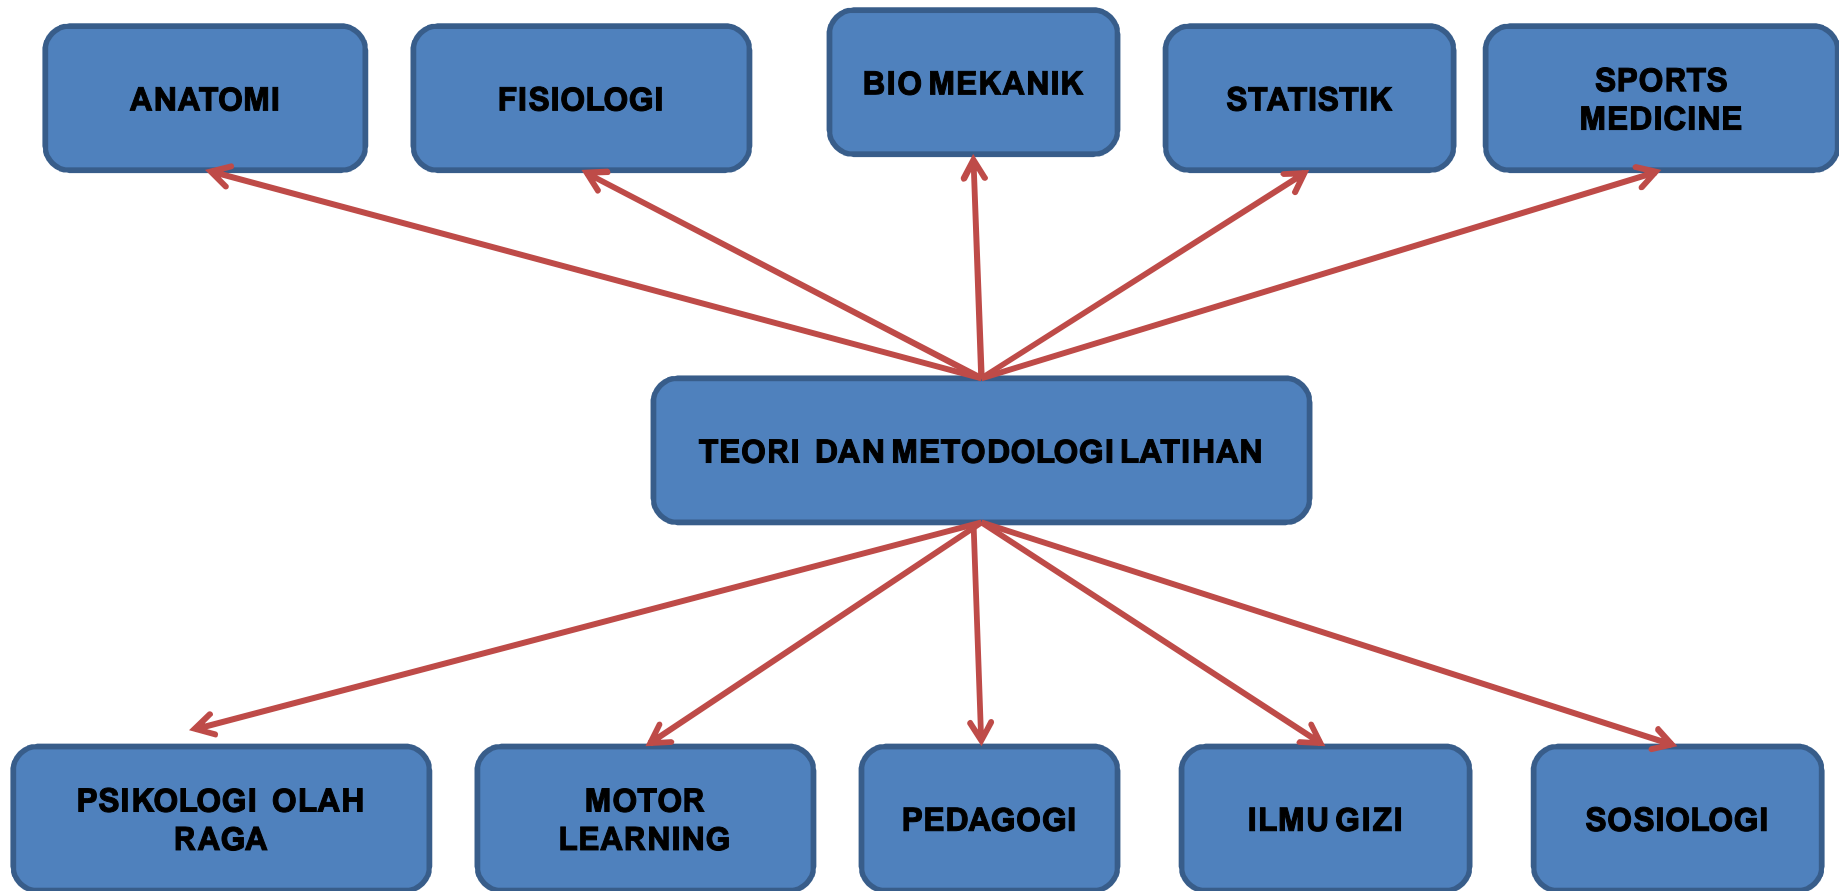 ANATOMI
FISIOLOGI
BIO MEKANIK
STATISTIK
SPORTS
MEDICINE
TEORI DAN METODOLOGI LATIHAN
PSIKOLOGI OLAH
RAGA
MOTOR
LEARNING
PEDAGOGI
ILMU GIZI
SOSIOLOGI